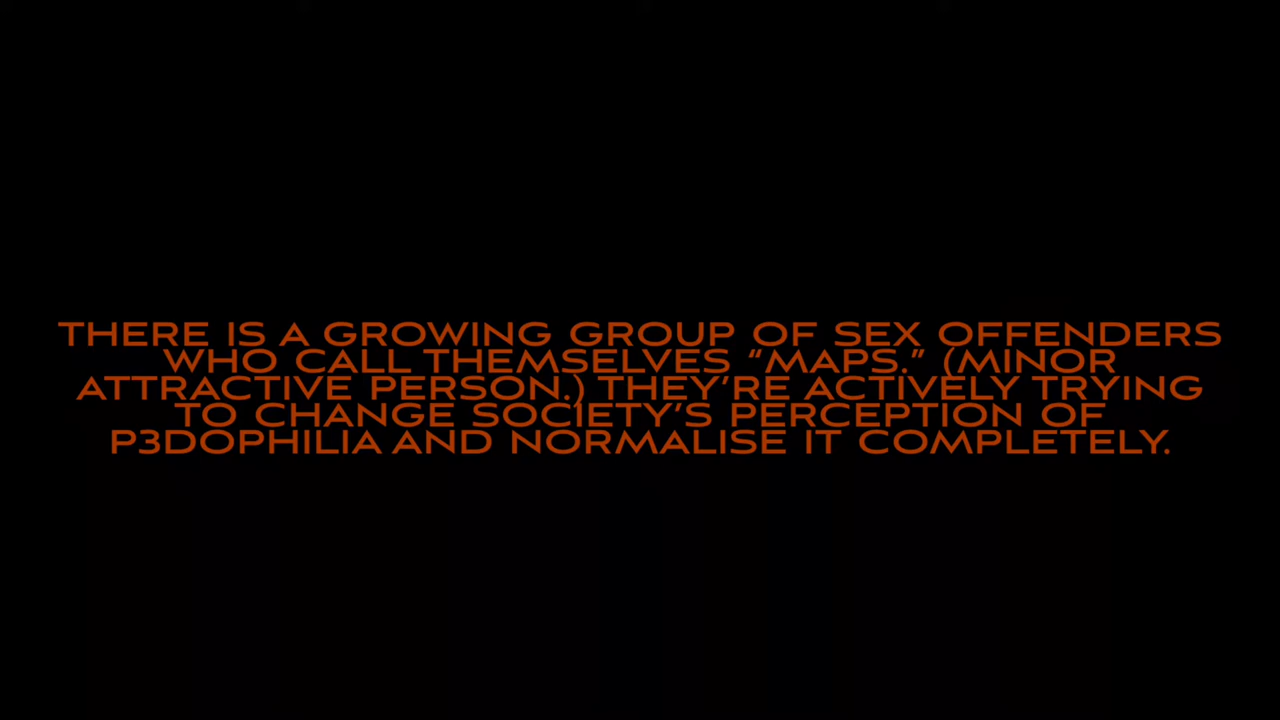 THERE IS A GROWING GROUP OF SEX OFFENDERS
WHO CALL THEMSELVES “MAPS.” (MINOR
ATTRACTIVE PERSON.) THEY’RE ACTIVELY TRYING
TO CHANGE SOCIETY’S PERCEPTION OF
P3DOPHILIA AND NORMALISE IT COMPLETELY.